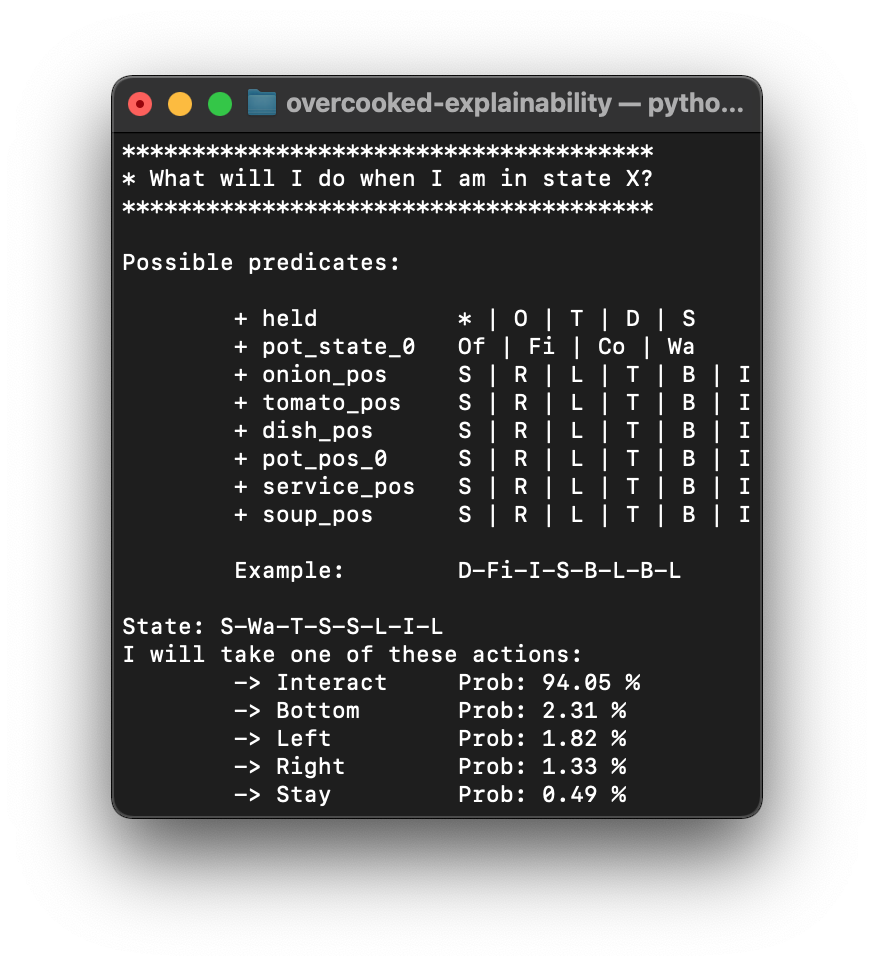 overcooked-explainability — pytho...
**************************************
* What will I do when I am in state X?
**************************************
Possible predicates:
+ held * | O | T | D | S
+ pot_state_0 Of | Fi | Co | Wa
+ onion_pos S | R | L | T | B | I
+ tomato_pos S | R | L | T | B | I
+ dish_pos S | R | L | T | B | I
+ pot_pos_0 S | R | L | T | B | I
+ service_pos S | R | L | T | B | I
+ soup_pos S | R | L | T | B | I
Example: D-Fi-I-S-B-L-B-L
State: S-Wa-T-S-S-L-I-L
I will take one of these actions:
-> Interact Prob: 94.05 %
-> Bottom Prob: 2.31 %
-> Left Prob: 1.82 %
-> Right Prob: 1.33 %
-> Stay Prob: 0.49 %